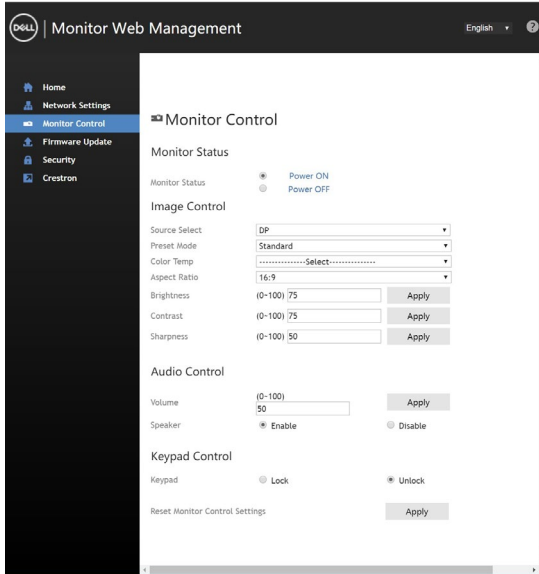 DELL | Monitor Web Management English ?
Home
Network Settings
Monitor Control
Firmware Update
Security
Crestron
Monitor Control
Monitor Status
Monitor Status Power ON
Power OFF
Image Control
Source Select DP
Preset Mode Standard
Color Temp ---------------Select---------------
Aspect Ratio 16:9
Brightness (0~100) 75 Apply
Contrast (0~100) 75 Apply
Sharpness (0~100) 50 Apply
Audio Control
(0~100)
Volume 50 Apply
Speaker Enable Disable
Keypad Control
Keypad Lock Unlock
Reset Monitor Control Settings Apply